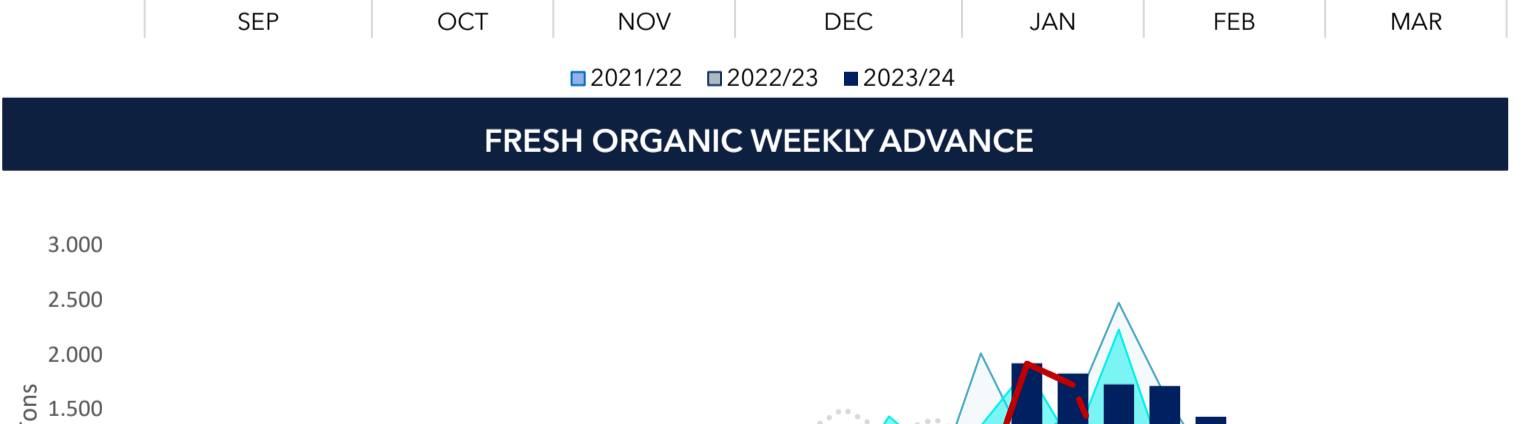 SEP OCT NOV DEC JAN FEB MAR
2021/22 2022/23 2023/24
FRESH ORGANIC WEEKLY ADVANCE
3.000
2.500
2.000
1.500